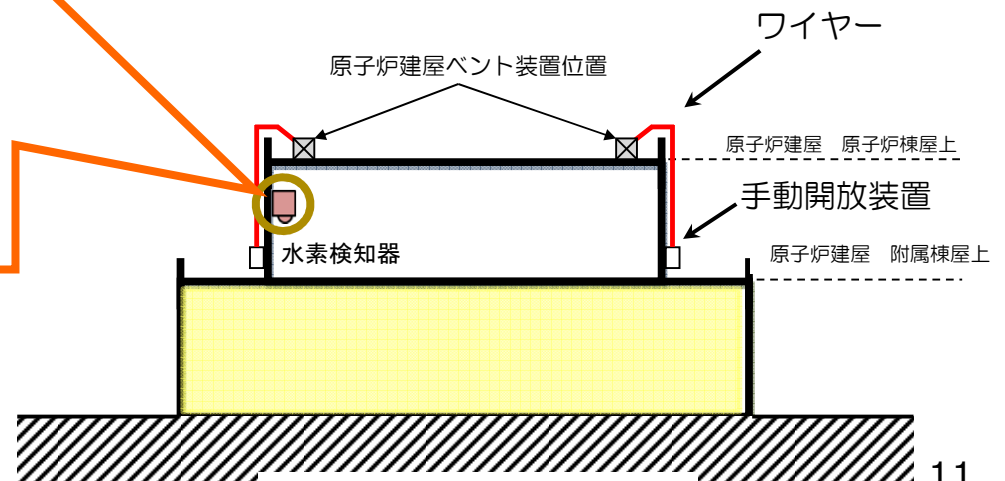 ワイヤー
原子炉建屋ベント装置位置
原子炉建屋 原子炉棟屋上
手動開放装置
水素検知器
原子炉建屋 附属棟屋上
11